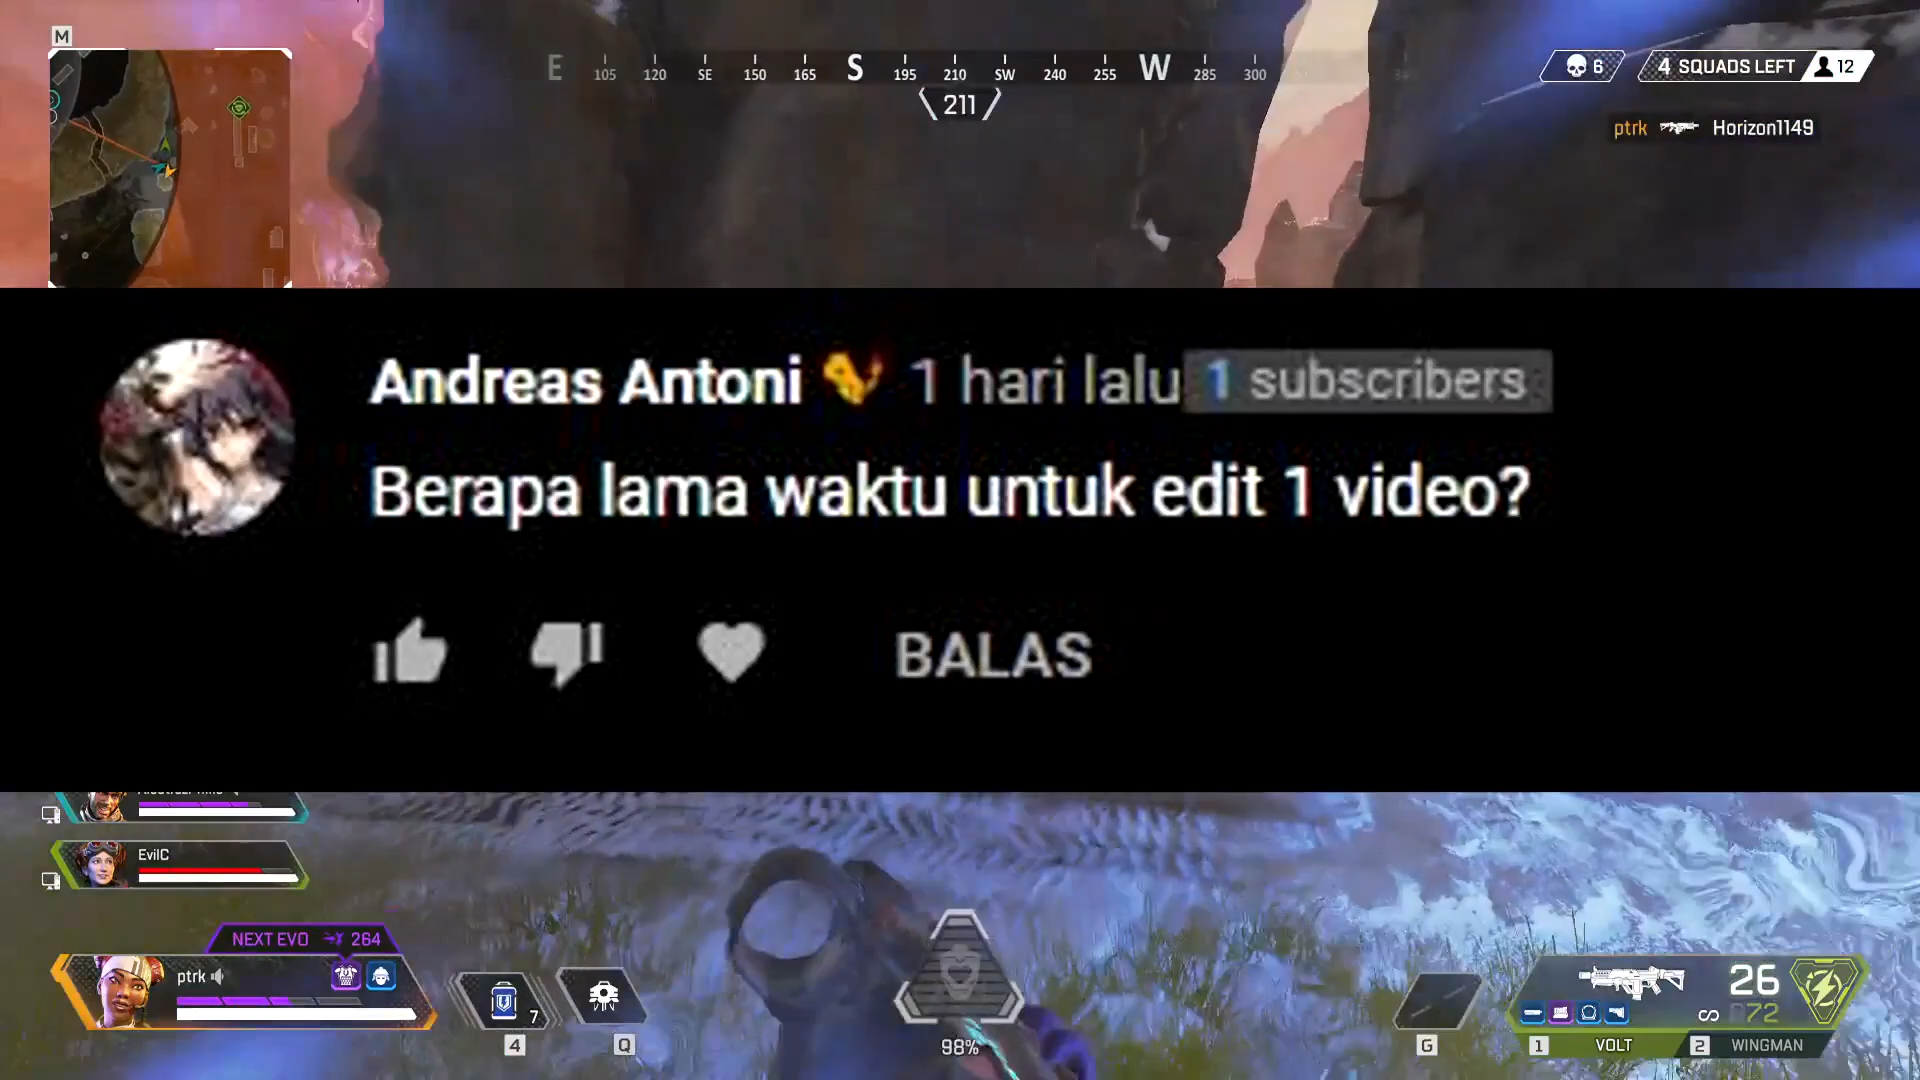 M
E 105 120 SE 150 165 S 195 210 SW 240 255 W 285 300
211
6
4 SQUADS LEFT 12
ptrk Horizon1149
Andreas Antoni 1 hari lalu 1 subscribers
Berapa lama waktu untuk edit 1 video?
BALAS
EvilC
NEXT EVO 264
ptrk
7
4
Q
98%
G
26
72
1 VOLT
2 WINGMAN